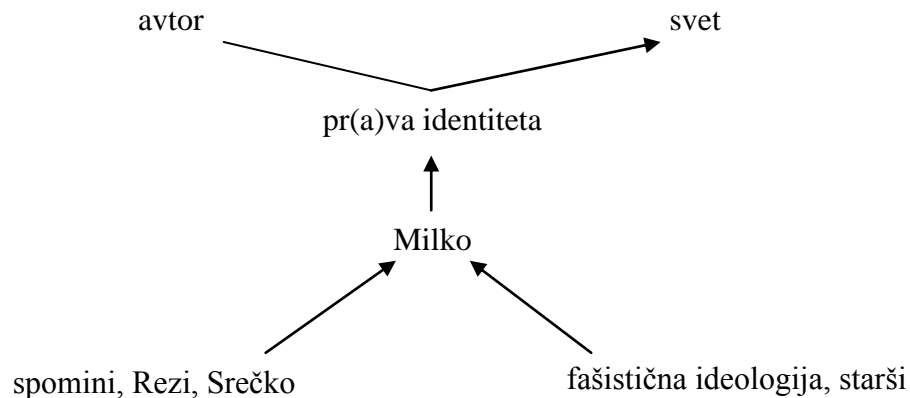 avtor
svet
pr(a)va identiteta
Milko
spomini, Rezi, Srečko
fašistična ideologija, starši